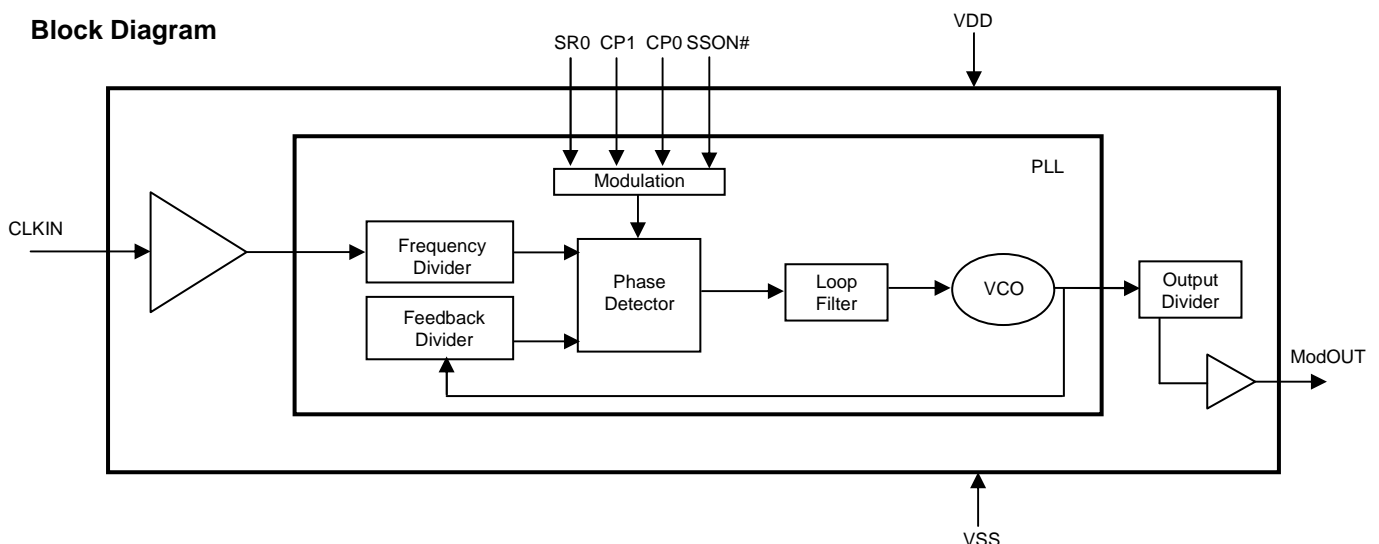 Block Diagram
VDD
SR0 CP1 CP0 SSON#
PLL
Modulation
CLKIN
Frequency
Divider
Phase
Detector
Loop
Filter
VCO
Output
Divider
Feedback
Divider
ModOUT
VSS